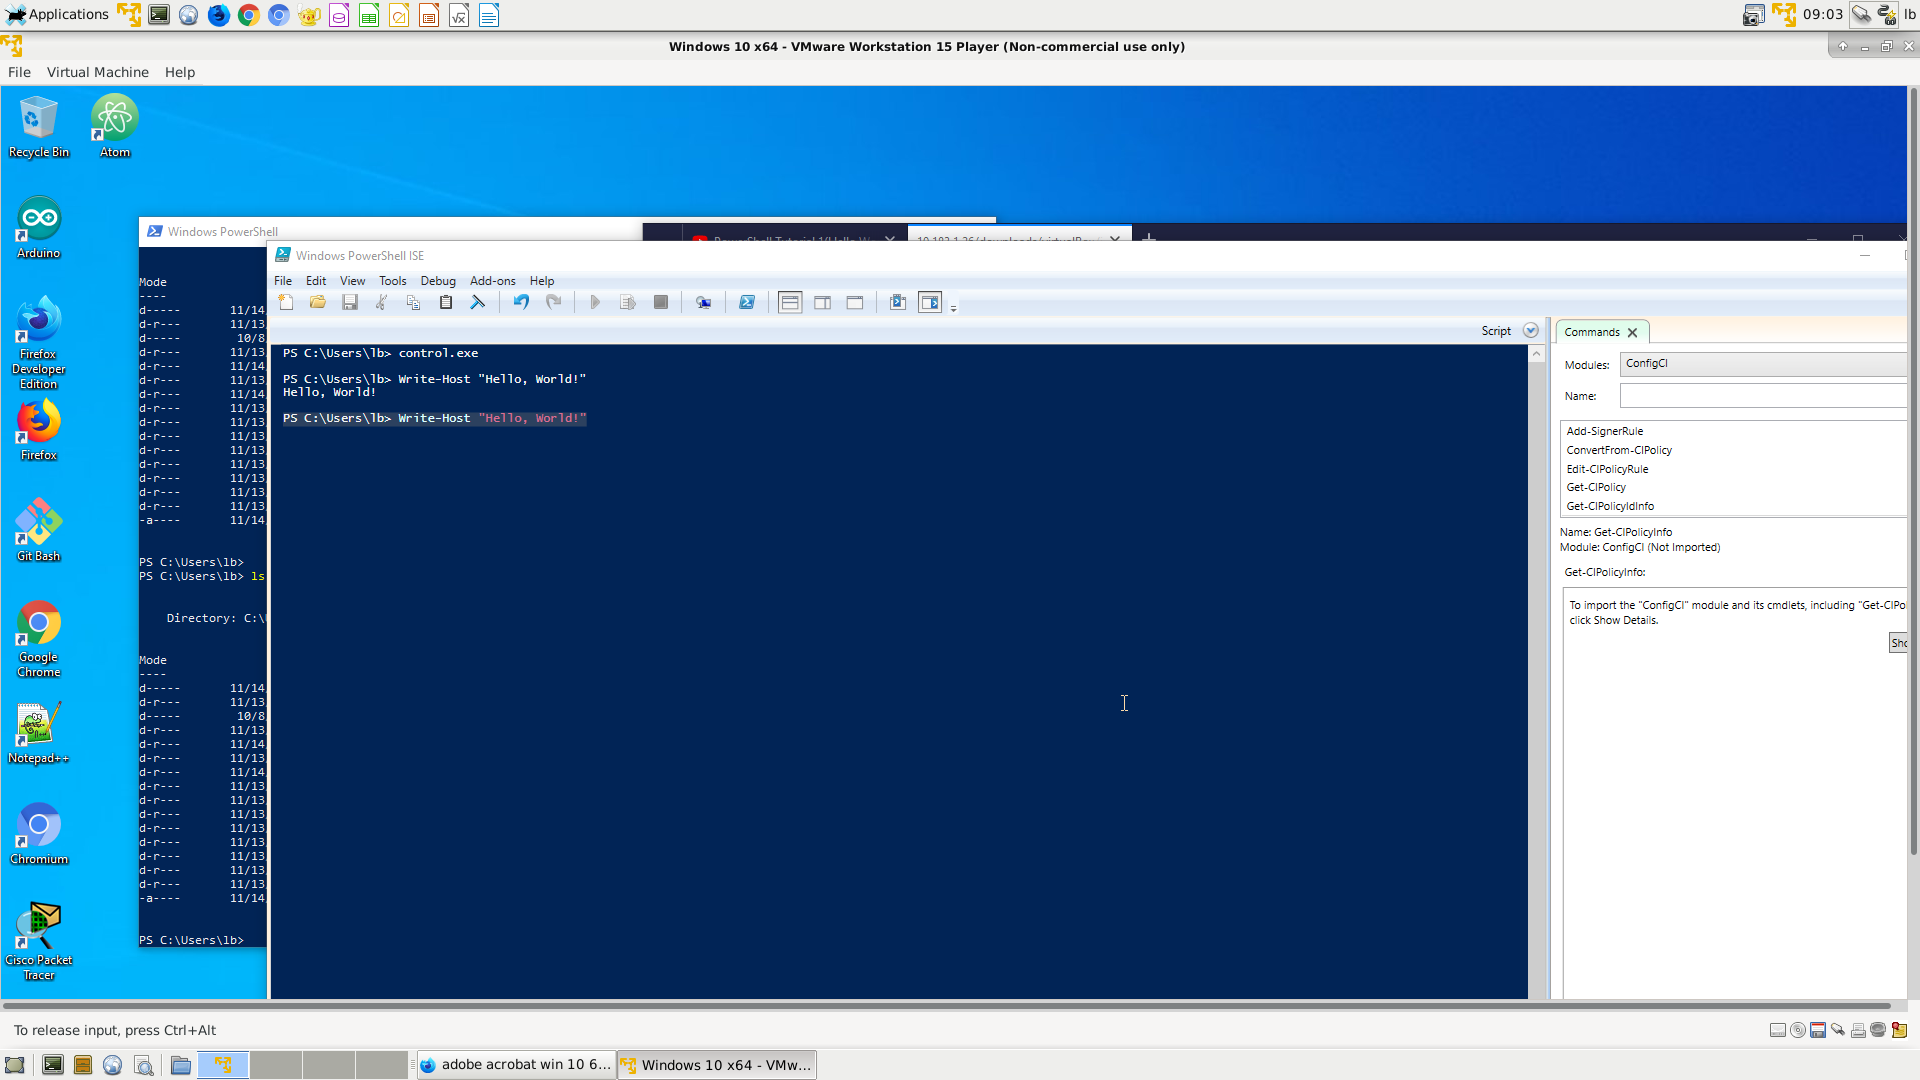 Applications
09:03
lb
Windows 10 x64 - VMware Workstation 15 Player (Non-commercial use only)
File Virtual Machine Help
Recycle Bin
Atom
Arduino
Firefox
Developer
Edition
Firefox
Git Bash
Google
Chrome
Notepad++
Chromium
Cisco Packet
Tracer
Windows PowerShell
Mode
----
d----- 11/14
d-r--- 11/13
d----- 10/8
d-r--- 11/13
d-r--- 11/14
d-r--- 11/13
d-r--- 11/14
d-r--- 11/13
d-r--- 11/13
d-r--- 11/13
d-r--- 11/13
d-r--- 11/13
d-r--- 11/13
d-r--- 11/13
d-r--- 11/13
-a---- 11/14
PS C:\Users\lb>
PS C:\Users\lb> ls
Directory: C:\
Mode
----
d----- 11/14
d-r--- 11/13
d----- 10/8
d-r--- 11/13
d-r--- 11/14
d-r--- 11/13
d-r--- 11/14
d-r--- 11/13
d-r--- 11/13
d-r--- 11/13
d-r--- 11/13
d-r--- 11/13
d-r--- 11/13
d-r--- 11/13
d-r--- 11/13
-a---- 11/14
PS C:\Users\lb>
Windows PowerShell ISE
File Edit View Tools Debug Add-ons Help
Script
PS C:\Users\lb> control.exe
PS C:\Users\lb> Write-Host "Hello, World!"
Hello, World!
PS C:\Users\lb> Write-Host "Hello, World!"
Commands
Modules: ConfigCI
Name:
Add-SignerRule
ConvertFrom-CIPolicy
Edit-CIPolicyRule
Get-CIPolicy
Get-CIPolicyIdInfo
Name: Get-CIPolicyInfo
Module: ConfigCI (Not Imported)
Get-CIPolicyInfo:
To import the "ConfigCI" module and its cmdlets, including "Get-CIPo
click Show Details.
Sho
To release input, press Ctrl+Alt
adobe acrobat win 10 6...
Windows 10 x64 - VMw...